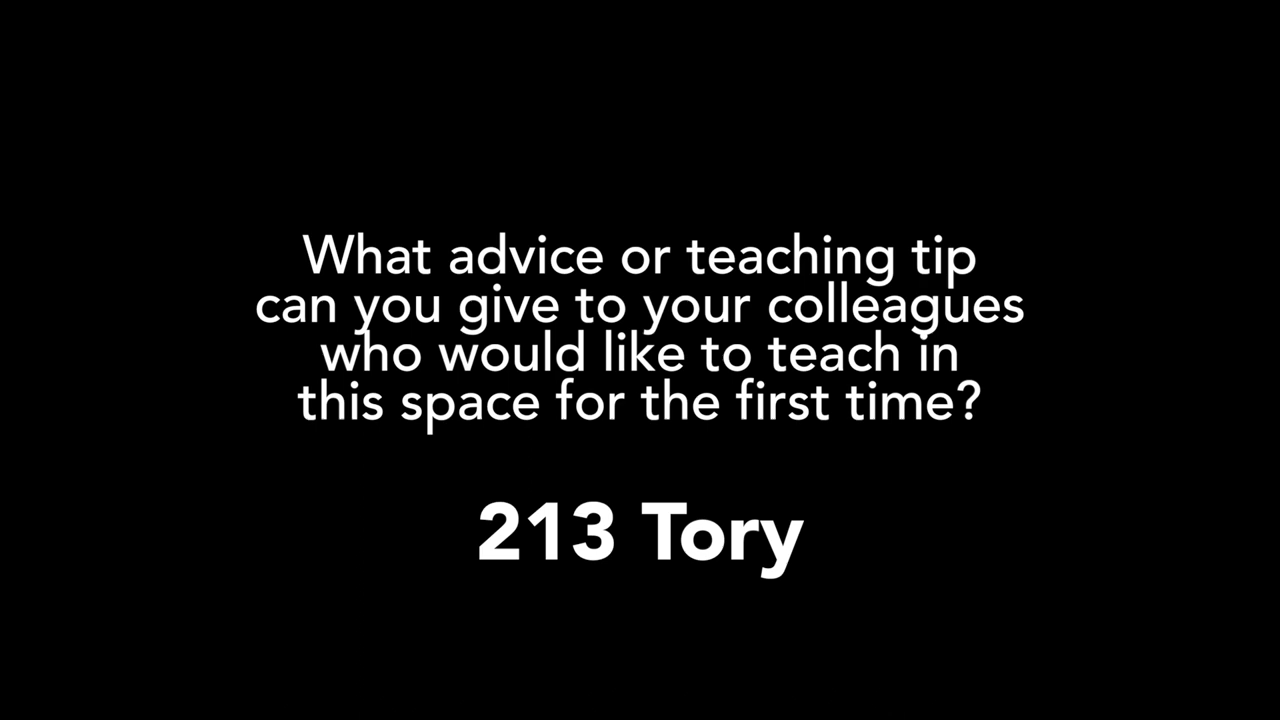 What advice or teaching tip
can you give to your colleagues
who would like to teach in
this space for the first time?
213 Tory